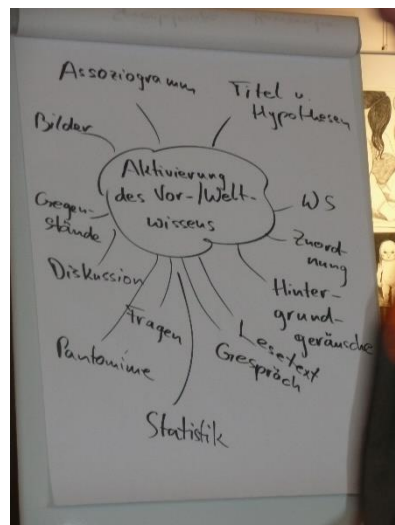 Assoziogramm
Titel u.
Hypothesen
Bilder
Aktivierung
des Vor-/Welt-
wissens
WS
Gegen-
stände
Zuord-
nung
Diskussion
Hinter-
grund-
geräusche
Fragen
Lesetext
Gespräch
Pantomime
Statistik